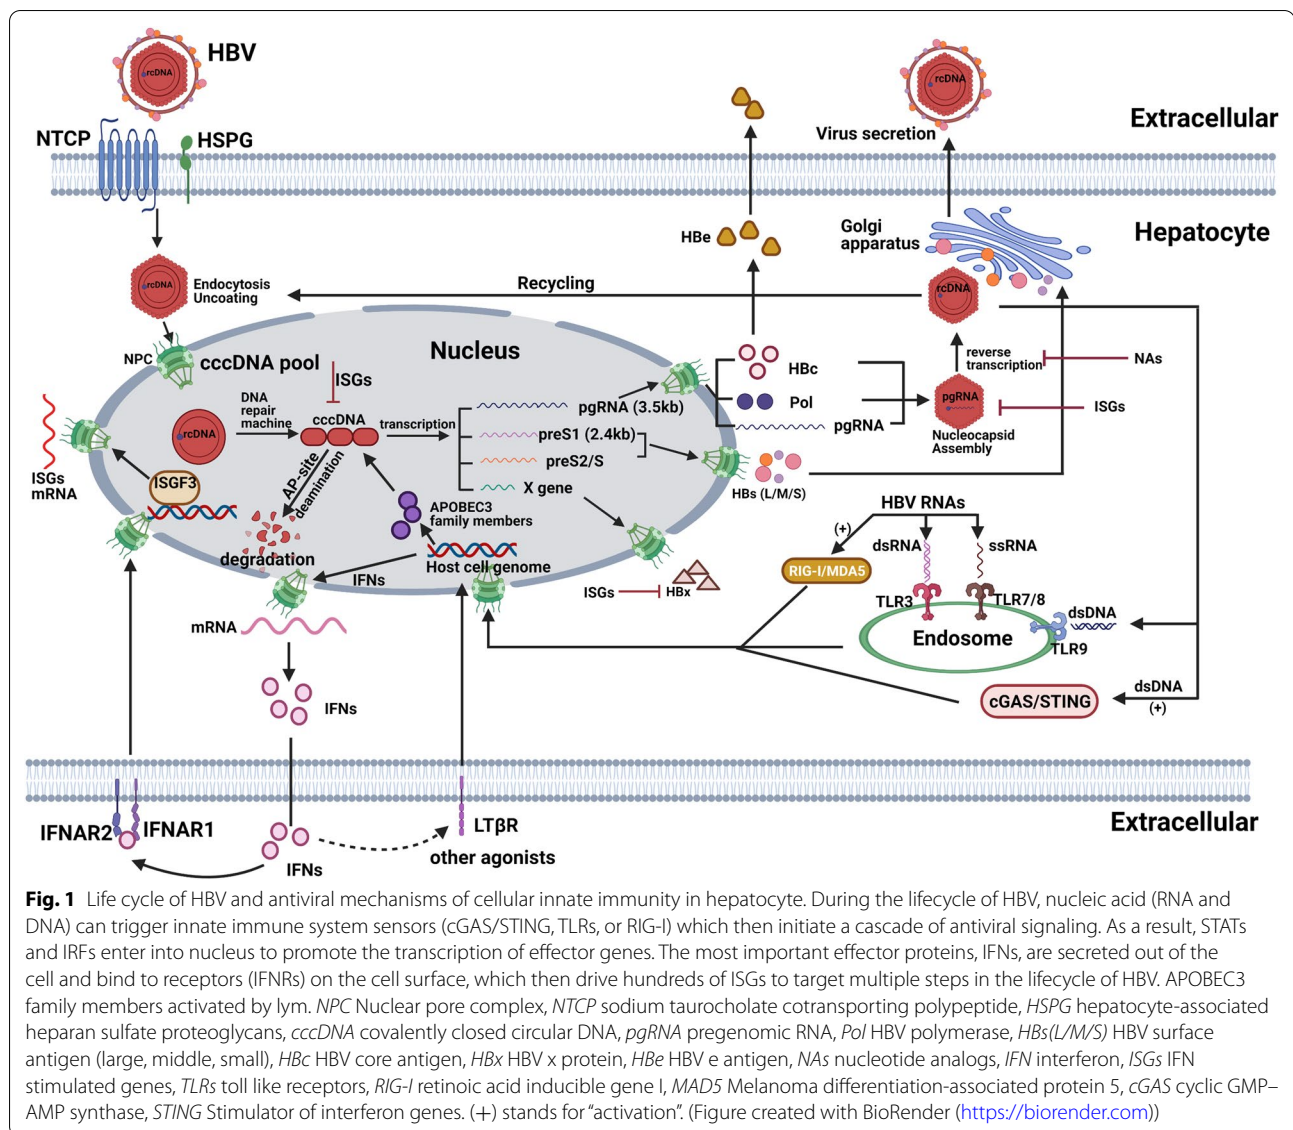 HBV
rcDNA
NTCP
HSPG
rcDNA
Virus secretion
Extracellular
HBe
Golgi
apparatus
Hepatocyte
rcDNA
Endocytosis
Uncoating
Recycling
rcDNA
NPC
cccDNA pool
Nucleus
ISGs
DNA
repair
machine
rcDNA
cccDNA
transcription
pgRNA (3.5kb)
preS1 (2.4kb)
preS2/S
X gene
HBc
Pol
pgRNA
reverse
transcription
NAs
pgRNA
ISGs
Nucleocapsid
Assembly
HBs (L/M/S)
ISGs
mRNA
ISGF3
AP-site
deamination
degradation
APOBEC3
family members
Host cell genome
IFNs
mRNA
IFNs
ISGs
HBx
HBV RNAs
(+)
dsRNA
ssRNA
RIG-I/MDA5
TLR3
TLR7/8
dsDNA
Endosome
TLR9
cGAS/STING
dsDNA
(+)
IFNAR2
IFNAR1
IFNs
LTβR
other agonists
Extracellular
Fig. 1 Life cycle of HBV and antiviral mechanisms of cellular innate immunity in hepatocyte. During the lifecycle of HBV, nucleic acid (RNA and
DNA) can trigger innate immune system sensors (cGAS/STING, TLRs, or RIG-I) which then initiate a cascade of antiviral signaling. As a result, STATs
and IRFs enter into nucleus to promote the transcription of effector genes. The most important effector proteins, IFNs, are secreted out of the
cell and bind to receptors (IFNRs) on the cell surface, which then drive hundreds of ISGs to target multiple steps in the lifecycle of HBV. APOBEC3
family members activated by lym. NPC Nuclear pore complex, NTCP sodium taurocholate cotransporting polypeptide, HSPG hepatocyte-associated
heparan sulfate proteoglycans, cccDNA covalently closed circular DNA, pgRNA pregenomic RNA, Pol HBV polymerase, HBs(L/M/S) HBV surface
antigen (large, middle, small), HBc HBV core antigen, HBx HBV x protein, HBe HBV e antigen, NAs nucleotide analogs, IFN interferon, ISGs IFN
stimulated genes, TLRs toll like receptors, RIG-I retinoic acid inducible gene I, MAD5 Melanoma differentiation-associated protein 5, cGAS cyclic GMP–
AMP synthase, STING Stimulator of interferon genes. (+) stands for “activation”. (Figure created with BioRender (https://biorender.com))